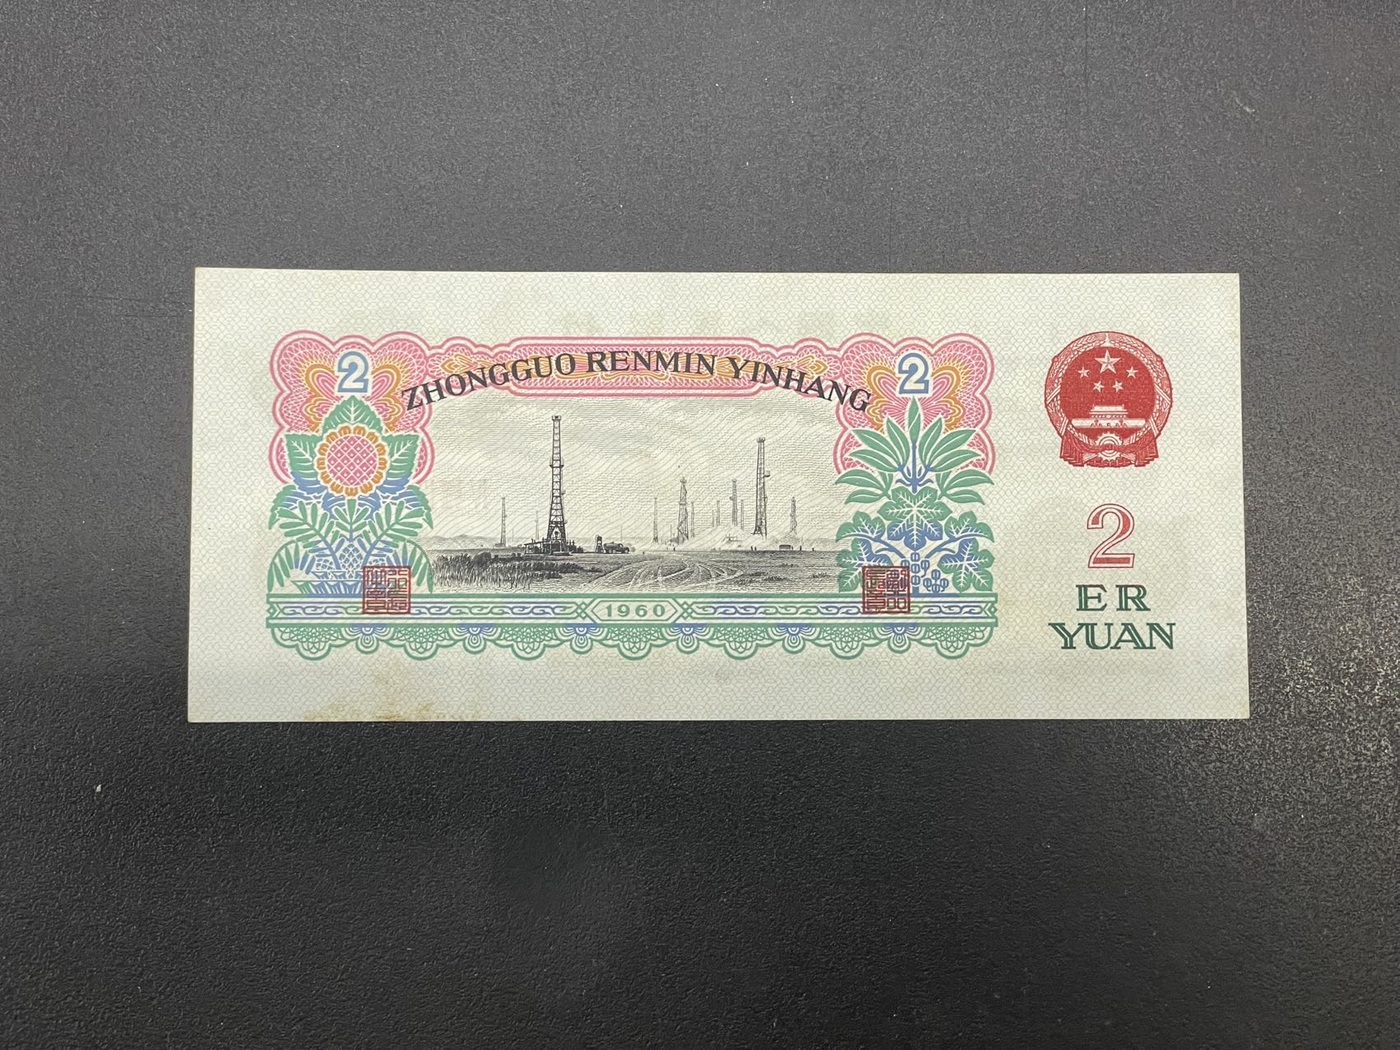 ZHONGGUO RENMIN YINHANG
2
2
1960
2
ER
YUAN